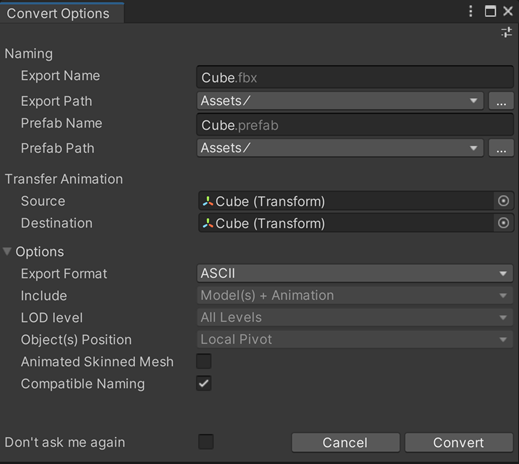 Convert Options
Naming
Export Name Cube.fbx
Export Path Assets/ ...
Prefab Name Cube.prefab
Prefab Path Assets/ ...
Transfer Animation
Source Cube (Transform)
Destination Cube (Transform)
Options
Export Format ASCII
Include Model(s) + Animation
LOD level All Levels
Object(s) Position Local Pivot
Animated Skinned Mesh
Compatible Naming
Don't ask me again Cancel Convert